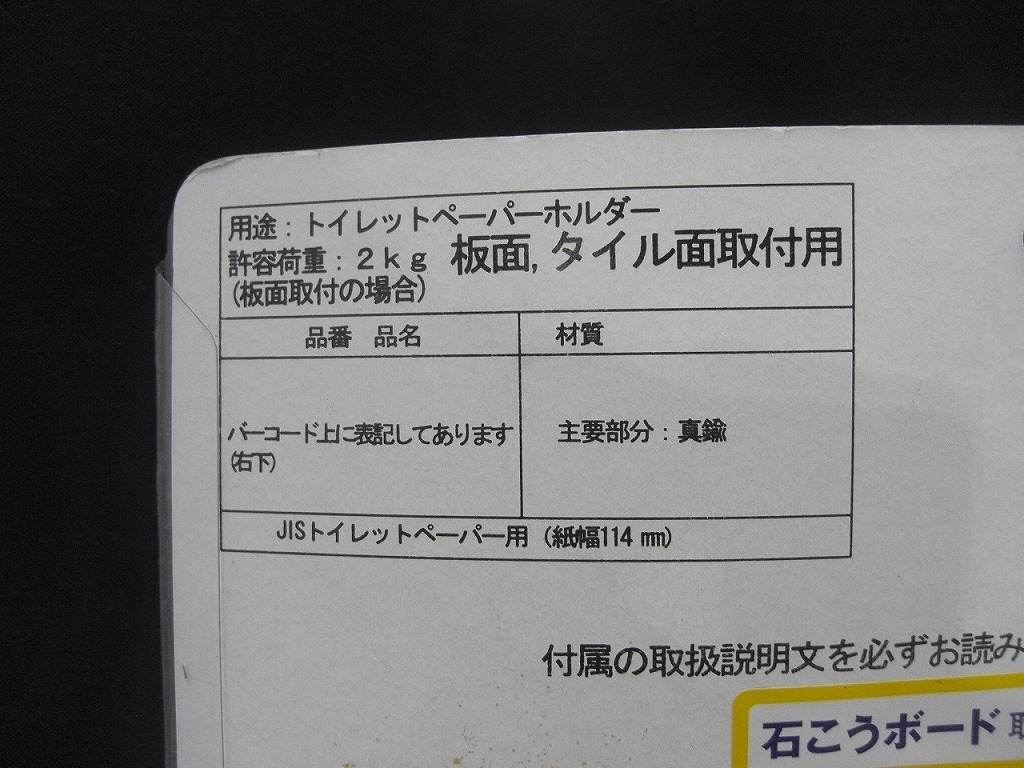 用途：トイレットペーパーホルダー
許容荷重：２ｋｇ 板面,タイル面取付用
(板面取付の場合)
品番 品名 材質
バーコード上に表記してあります 主要部分：真鍮
(右下)
JISトイレットペーパー用（紙幅114 ㎜）
付属の取扱説明文を必ずお読み
石こうボード取